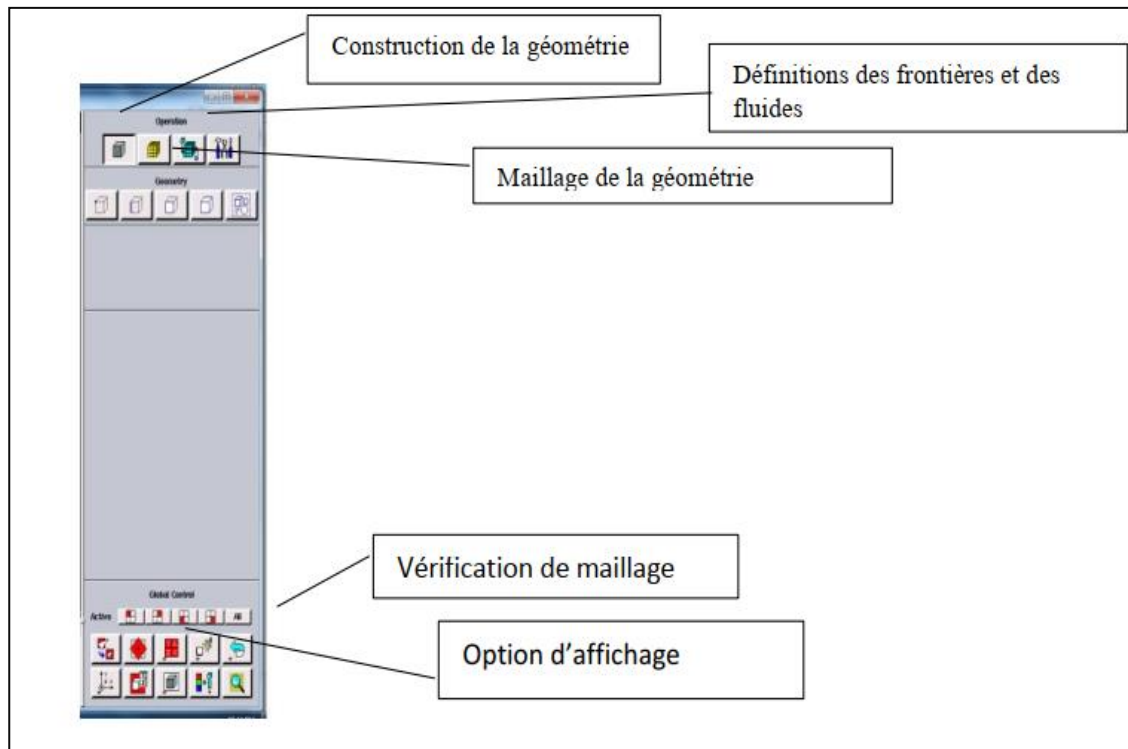 Construction de la géométrie
Définitions des frontières et des
fluides
Operation
Maillage de la géométrie
Geometry
Vérification de maillage
Global Control
Active
All
Option d’affichage